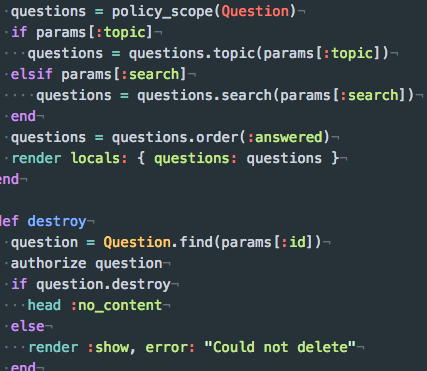 questions = policy_scope(Question)
if params[:topic]
questions = questions.topic(params[:topic])
elsif params[:search]
questions = questions.search(params[:search])
end
questions = questions.order(:answered)
render locals: { questions: questions }
end
def destroy
question = Question.find(params[:id])
authorize question
if question.destroy
head :no_content
else
render :show, error: "Could not delete"
end